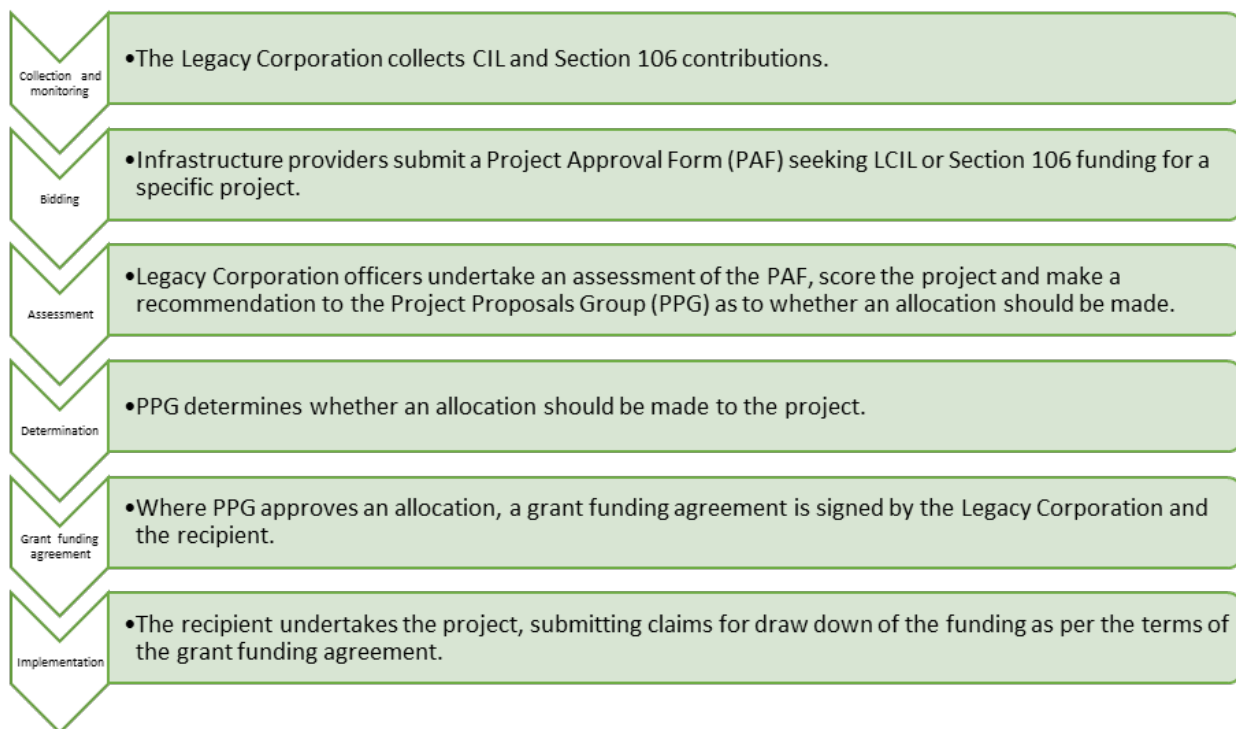 Collection and
monitoring
•The Legacy Corporation collects CIL and Section 106 contributions.
Bidding
•Infrastructure providers submit a Project Approval Form (PAF) seeking LCIL or Section 106 funding for a
specific project.
Assessment
•Legacy Corporation officers undertake an assessment of the PAF, score the project and make a
recommendation to the Project Proposals Group (PPG) as to whether an allocation should be made.
Determination
•PPG determines whether an allocation should be made to the project.
Grant funding
agreement
•Where PPG approves an allocation, a grant funding agreement is signed by the Legacy Corporation and
the recipient.
Implementation
•The recipient undertakes the project, submitting claims for draw down of the funding as per the terms of
the grant funding agreement.